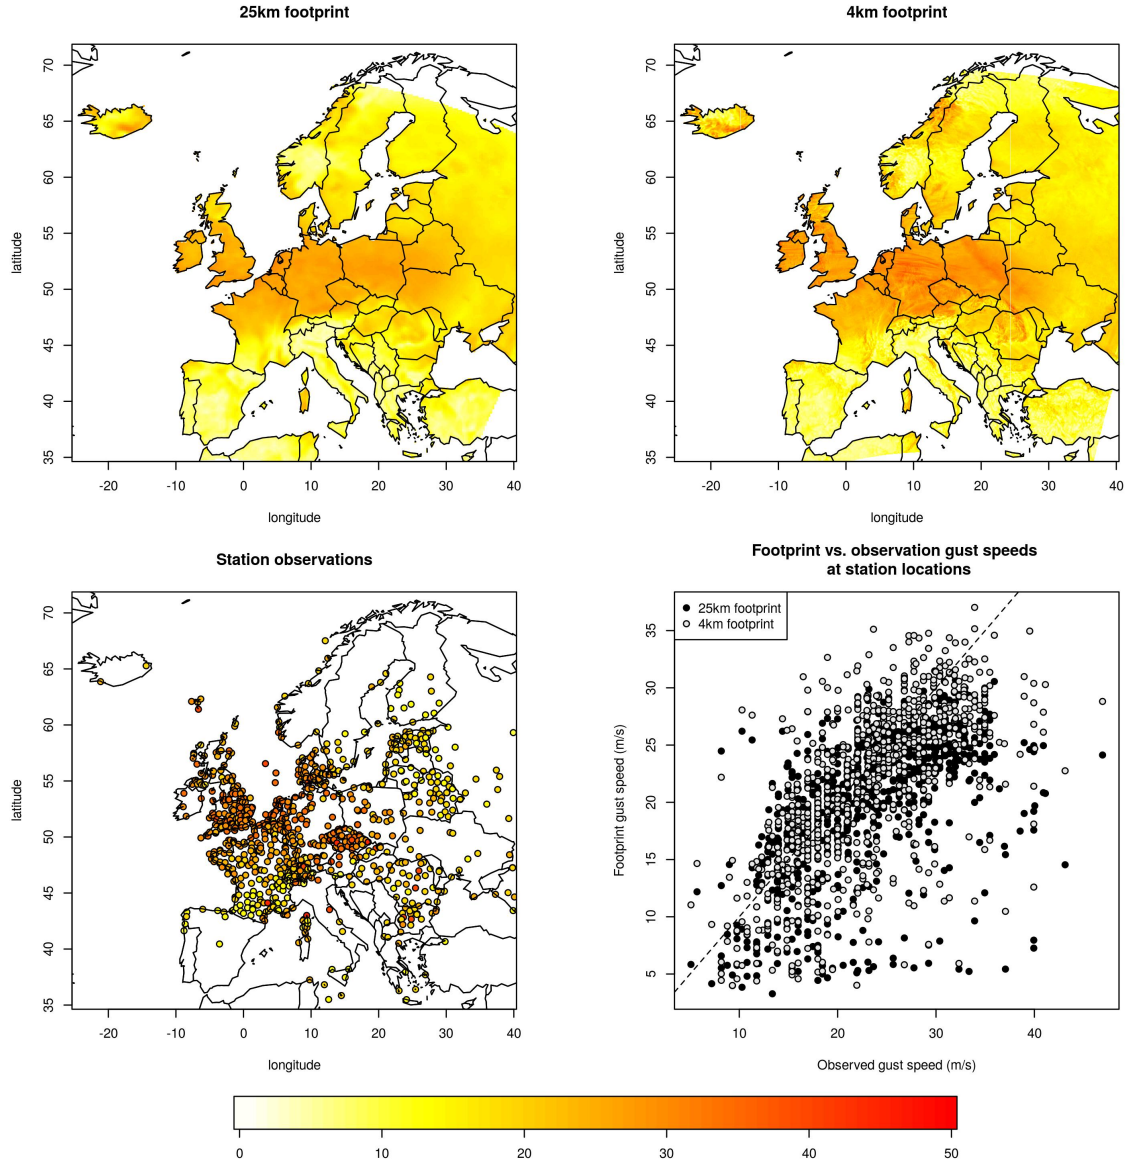 25km footprint
4km footprint
70
65
60
55
50
45
40
35
latitude
-20 -10 0 10 20 30 40
longitude
70
65
60
55
50
45
40
35
latitude
-20 -10 0 10 20 30 40
longitude
Station observations
70
65
60
55
50
45
40
35
latitude
-20 -10 0 10 20 30 40
longitude
Footprint vs. observation gust speeds
at station locations
25km footprint
4km footprint
35
30
25
20
15
10
5
Footprint gust speed (m/s)
10 20 30 40
Observed gust speed (m/s)
0 10 20 30 40 50